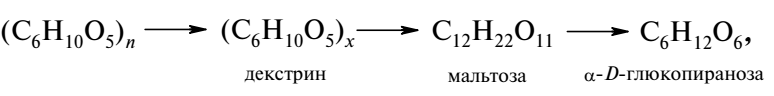 (C₆H₁₀O₅)ₙ ⟶ (C₆H₁₀O₅)ₓ ⟶ C₁₂H₂₂O₁₁ ⟶ C₆H₁₂O₆,
декстрин мальтоза α-D-глюкопираноза